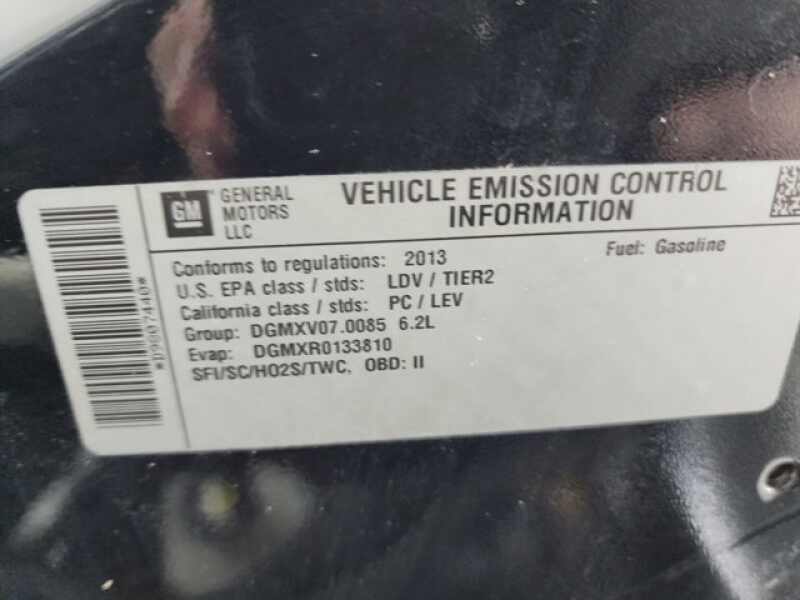 GM
GENERAL
MOTORS
LLC
VEHICLE EMISSION CONTROL
INFORMATION
Conforms to regulations: 2013
Fuel: Gasoline
U.S. EPA class / stds: LDV / TIER2
California class / stds: PC / LEV
Group: DGMXV07.0085 6.2L
Evap: DGMXR0133810
SFI/SC/HO2S/TWC, OBD: II
*D9807440*